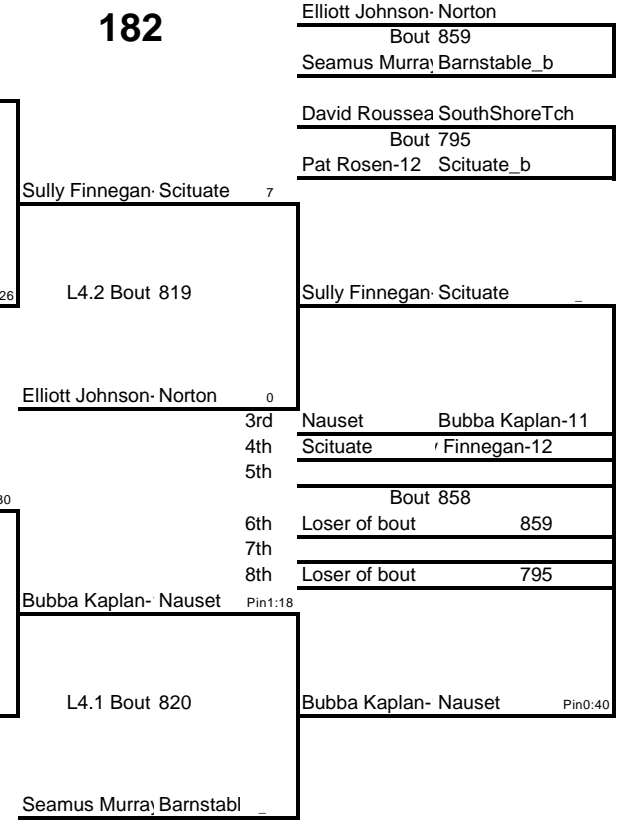 182
Elliott Johnson- Norton
Bout 859
Seamus Murray Barnstable_b
David Roussea SouthShoreTch
Bout 795
Pat Rosen-12 Scituate_b
Sully Finnegan- Scituate 7
26 L4.2 Bout 819 Sully Finnegan- Scituate _
Elliott Johnson- Norton 0
3rd Nauset Bubba Kaplan-11
4th Scituate Finnegan-12
5th
Bout 858
6th Loser of bout 859
7th
8th Loser of bout 795
Bubba Kaplan- Nauset Pin1:18
L4.1 Bout 820 Bubba Kaplan- Nauset Pin0:40
Seamus Murray Barnstabl _